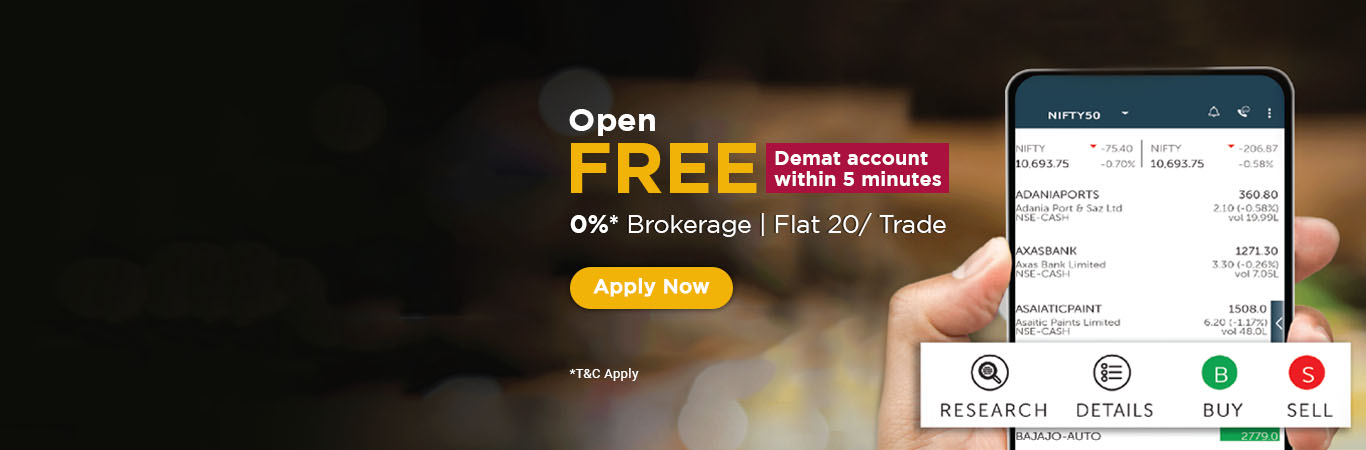 Open
FREE
Demat account
within 5 minutes
0%* Brokerage | Flat 20/ Trade
Apply Now
*T&C Apply
NIFTY50
NIFTY -75.40 NIFTY -206.87
10,693.75 -0.70% 10,693.75 -0.58%
ADANIAPORTS 360.80
Adania Port & Saz Ltd 2.10 (-0.58%)
NSE-CASH vol 19.99L
AXASBANK 1271.30
Axas Bank Limited 3.30 (-0.26%)
NSE-CASH vol 7.05L
ASAIATICPAINT 1508.0
Asaitic Paints Limited 6.20 (-1.17%)
NSE-CASH vol 48.0L
B S
RESEARCH DETAILS BUY SELL
BAJAJO-AUTO 2779.0